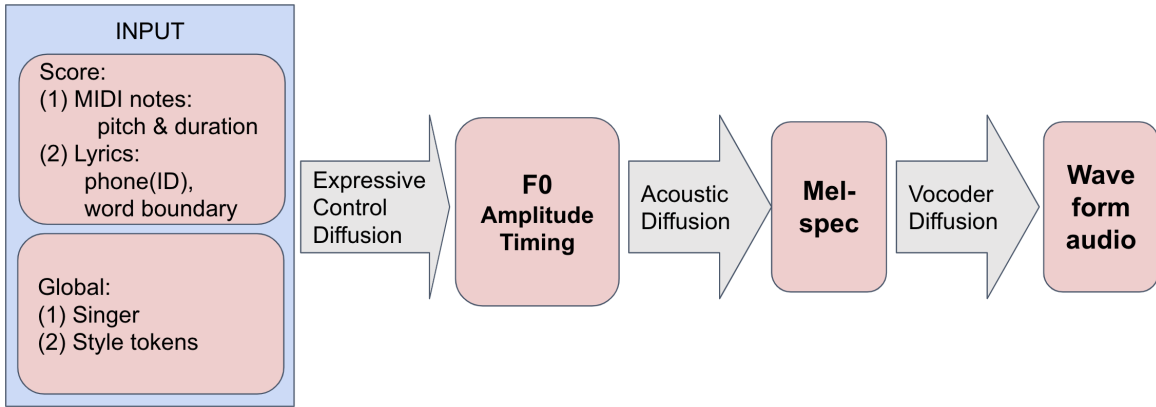 INPUT
Score:
(1) MIDI notes:
pitch & duration
(2) Lyrics:
phone(ID),
word boundary
Global:
(1) Singer
(2) Style tokens
Expressive
Control
Diffusion
F0
Amplitude
Timing
Acoustic
Diffusion
Mel-
spec
Vocoder
Diffusion
Wave
form
audio